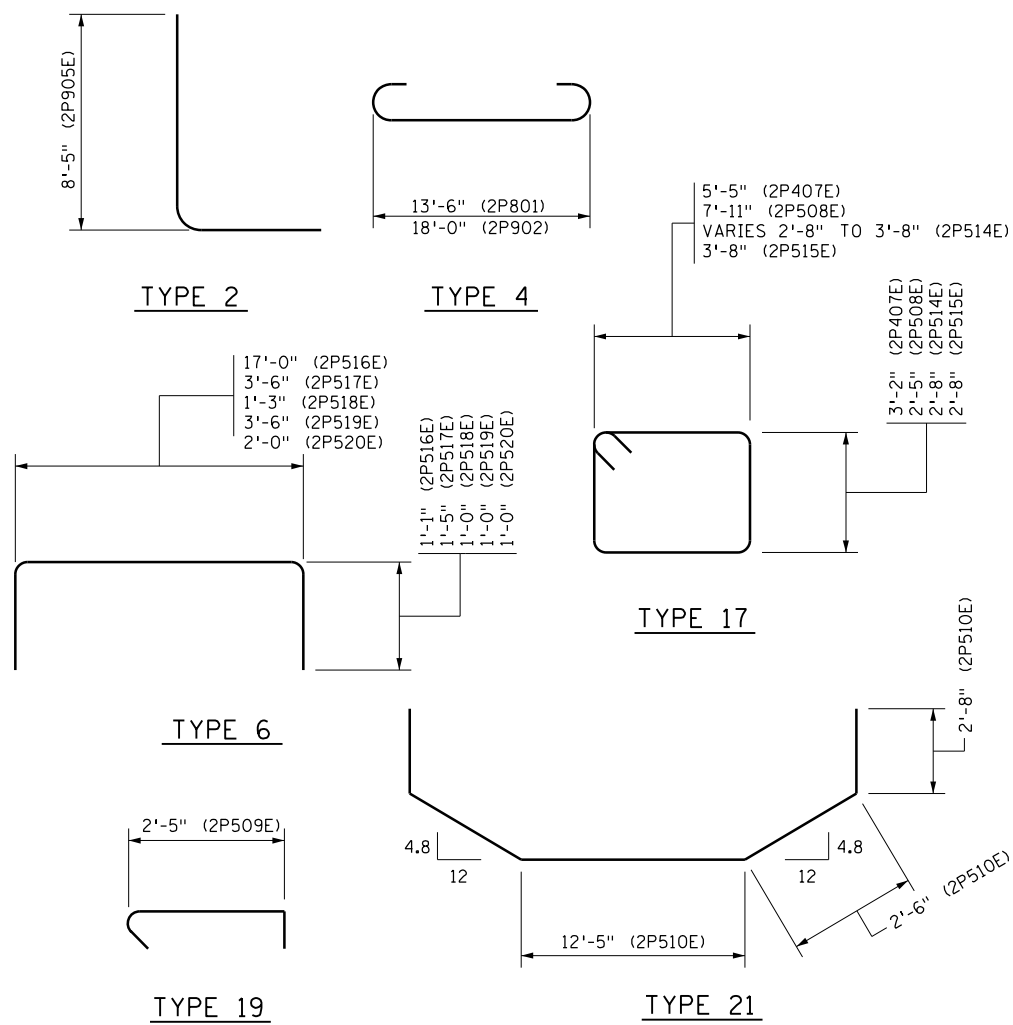 8'-5" (2P905E)
TYPE 2
13'-6" (2P801)
18'-0" (2P902)
TYPE 4
5'-5" (2P407E)
7'-11" (2P508E)
VARIES 2'-8" TO 3'-8" (2P514E)
3'-8" (2P515E)
3'-2" (2P407E)
2'-5" (2P508E)
2'-8" (2P514E)
2'-8" (2P515E)
TYPE 17
17'-0" (2P516E)
3'-6" (2P517E)
1'-3" (2P518E)
3'-6" (2P519E)
2'-0" (2P520E)
1'-1" (2P516E)
1'-5" (2P517E)
1'-0" (2P518E)
1'-0" (2P519E)
1'-0" (2P520E)
TYPE 6
2'-8" (2P510E)
4.8
12
4.8
12
2'-6" (2P510E)
12'-5" (2P510E)
TYPE 21
2'-5" (2P509E)
TYPE 19